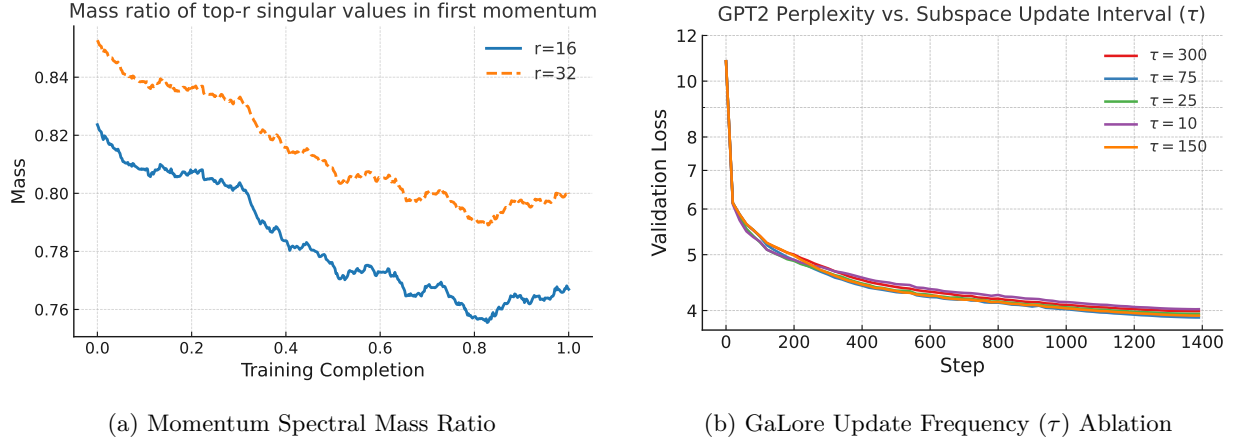 Mass ratio of top-r singular values in first momentum
r=16
r=32
0.84
0.82
0.80
0.78
0.76
Mass
0.0
0.2
0.4
0.6
0.8
1.0
Training Completion
(a) Momentum Spectral Mass Ratio
GPT2 Perplexity vs. Subspace Update Interval (τ)
τ = 300
τ = 75
τ = 25
τ = 10
τ = 150
12
10
8
7
6
5
4
Validation Loss
0
200
400
600
800
1000
1200
1400
Step
(b) GaLore Update Frequency (τ) Ablation